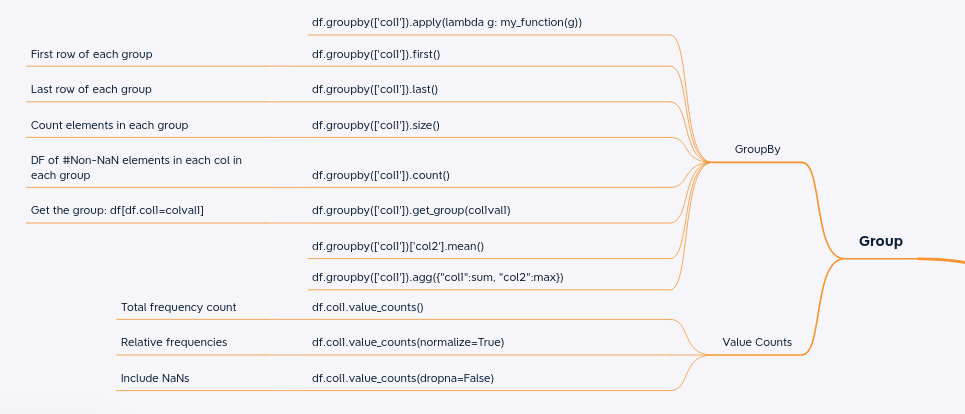 df.groupby(['col1']).apply(lambda g: my_function(g))
First row of each group
df.groupby(['col1']).first()
Last row of each group
df.groupby(['col1']).last()
Count elements in each group
df.groupby(['col1']).size()
DF of #Non-NaN elements in each col in
each group
df.groupby(['col1']).count()
Get the group: df[df.col1=colval1]
df.groupby(['col1']).get_group(col1val1)
df.groupby(['col1'])['col2'].mean()
df.groupby(['col1']).agg({"col1":sum, "col2":max})
GroupBy
Group
Total frequency count
df.col1.value_counts()
Relative frequencies
df.col1.value_counts(normalize=True)
Include NaNs
df.col1.value_counts(dropna=False)
Value Counts